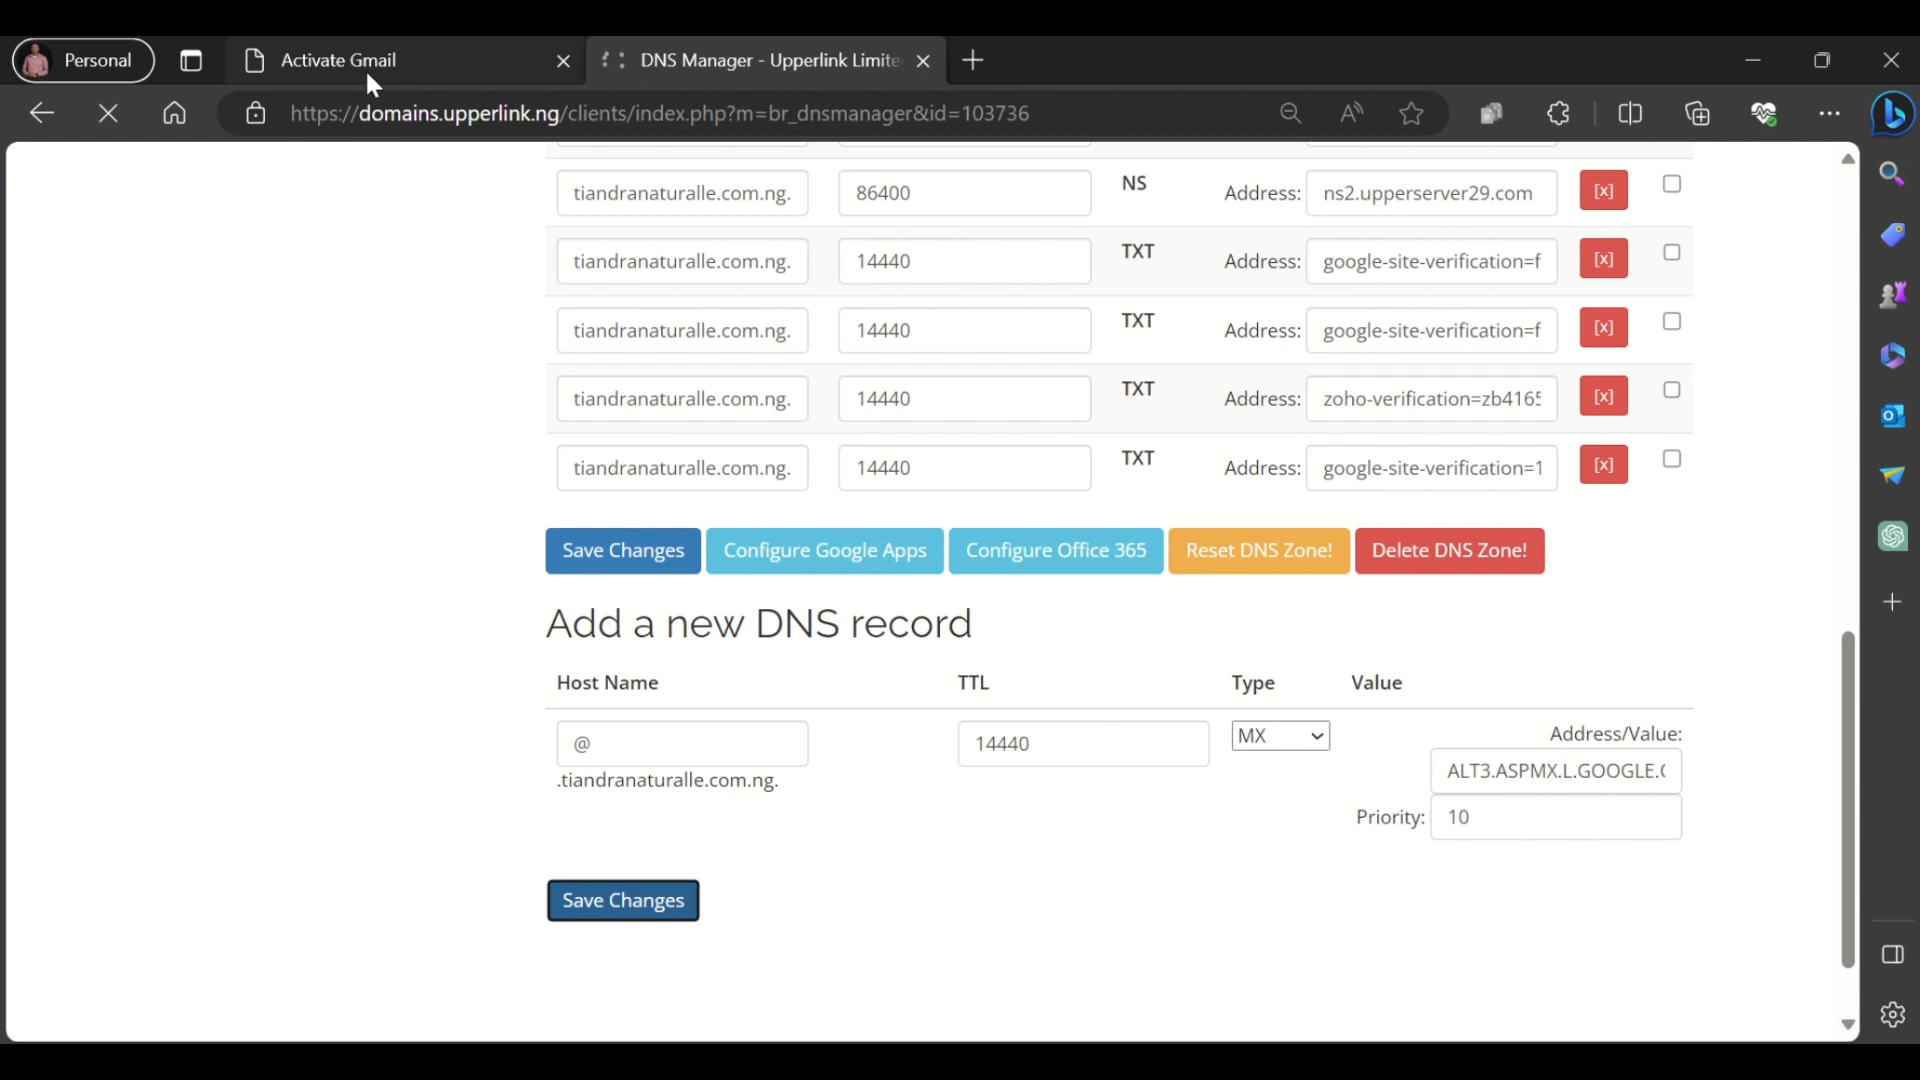 Personal
Activate Gmail
DNS Manager - Upperlink Limite
https://domains.upperlink.ng/clients/index.php?m=br_dnsmanager&id=103736
tiandranaturalle.com.ng. 86400 NS Address: ns2.upperserver29.com [x]
tiandranaturalle.com.ng. 14440 TXT Address: google-site-verification=f [x]
tiandranaturalle.com.ng. 14440 TXT Address: google-site-verification=f [x]
tiandranaturalle.com.ng. 14440 TXT Address: zoho-verification=zb4165 [x]
tiandranaturalle.com.ng. 14440 TXT Address: google-site-verification=1 [x]
Save Changes Configure Google Apps Configure Office 365 Reset DNS Zone! Delete DNS Zone!
Add a new DNS record
Host Name TTL Type Value
@ 14440 MX Address/Value:
.tiandranaturalle.com.ng. ALT3.ASPMX.L.GOOGLE.(
Priority: 10
Save Changes